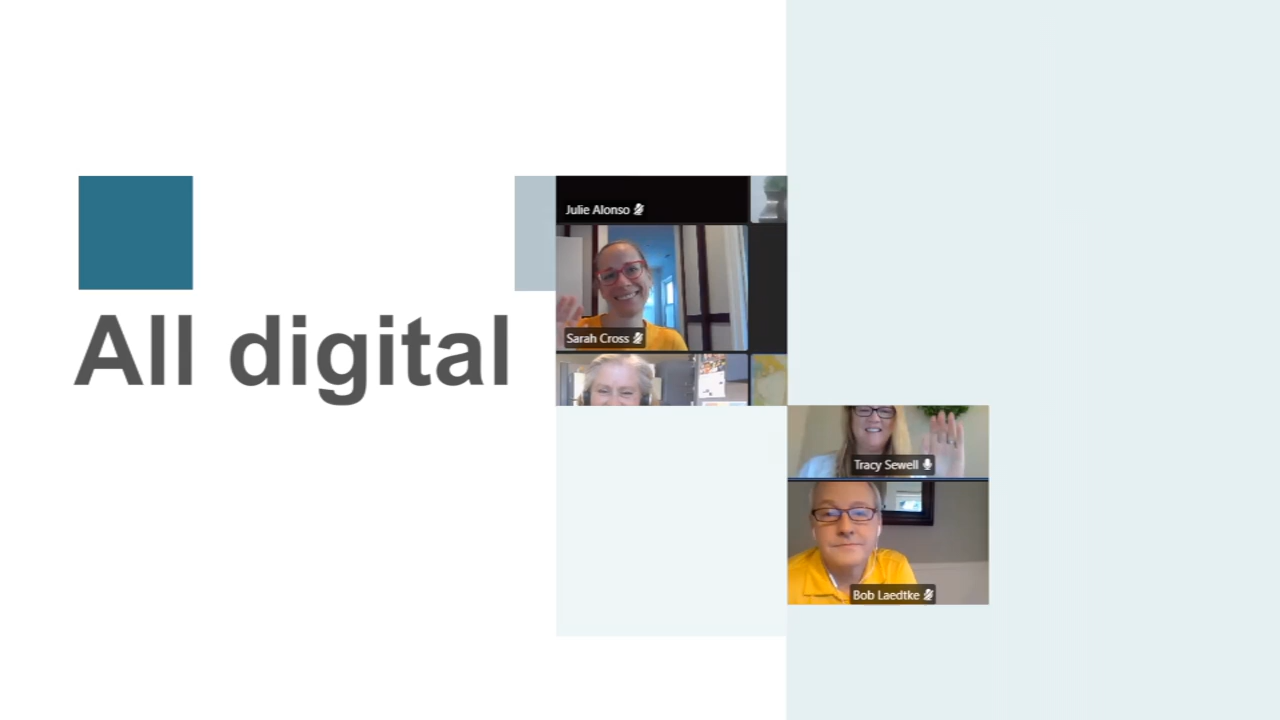 Julie Alonso
All digital
Sarah Cross
Tracy Sewell
Bob Laedtke